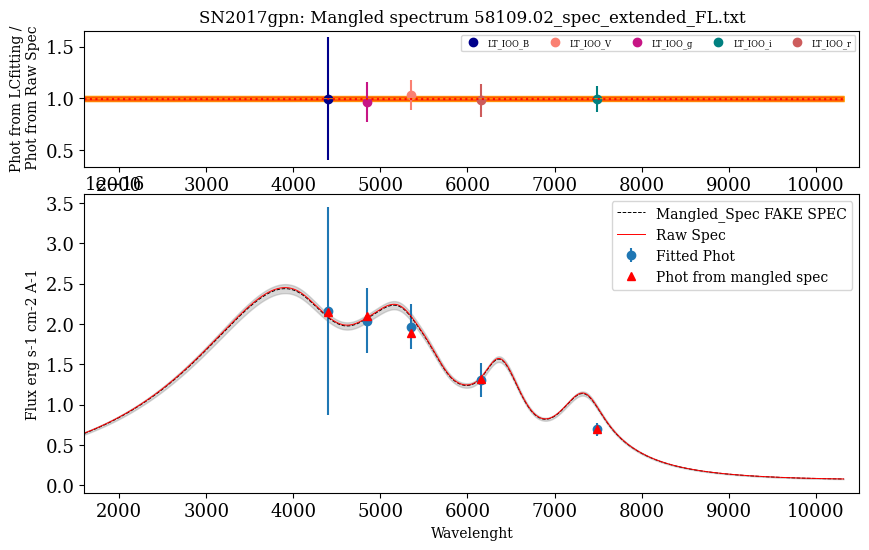 SN2017gpn: Mangled spectrum 58109.02_spec_extended_FL.txt
Phot from LCfitting /
Phot from Raw Spec
1.5
1.0
0.5
LT_IOO_B
LT_IOO_V
LT_IOO_g
LT_IOO_i
LT_IOO_r
2000 3000 4000 5000 6000 7000 8000 9000 10000
1e−16
Flux erg s-1 cm-2 A-1
3.5
3.0
2.5
2.0
1.5
1.0
0.5
0.0
Mangled_Spec FAKE SPEC
Raw Spec
Fitted Phot
Phot from mangled spec
2000 3000 4000 5000 6000 7000 8000 9000 10000
Wavelenght